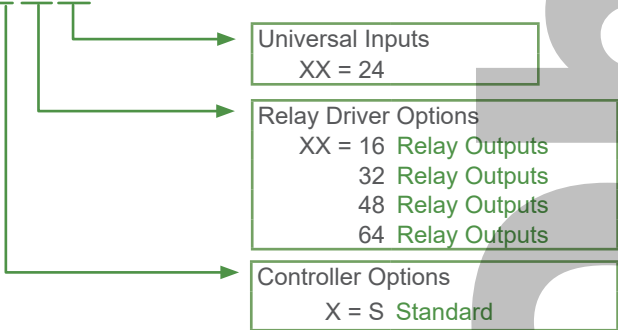 Universal Inputs
XX = 24
Relay Driver Options
XX = 16 Relay Outputs
32 Relay Outputs
48 Relay Outputs
64 Relay Outputs
Controller Options
X = S Standard